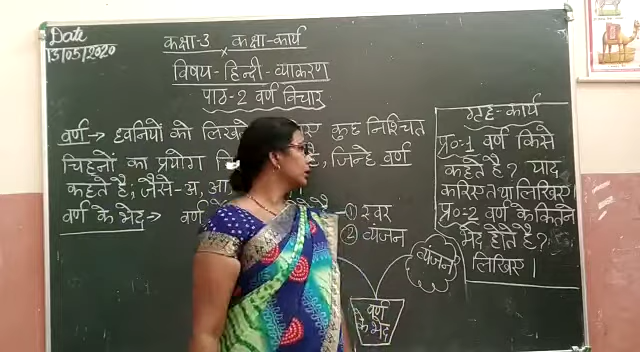 Date
13/05/2020
कक्षा-3 कक्षा-कार्य
विषय-हिन्दी-व्याकरण
पाठ-2 वर्ण विचार
वर्ण → ध्वनियों को लिखने कुछ निश्चित
चिह्नों का प्रयोग है, जिन्हे वर्ण
कहते है; जैसे-अ, आ
वर्ण के भेद → वर्ण
① स्वर
② व्यंजन
व्यंजन
वर्ण
के भेद
गृह-कार्य
प्र०-1 वर्ण किसे
कहते है? याद
करिए तथा लिखिए।
प्र०-2 वर्ण के कितने
भेद होते है?
लिखिए।